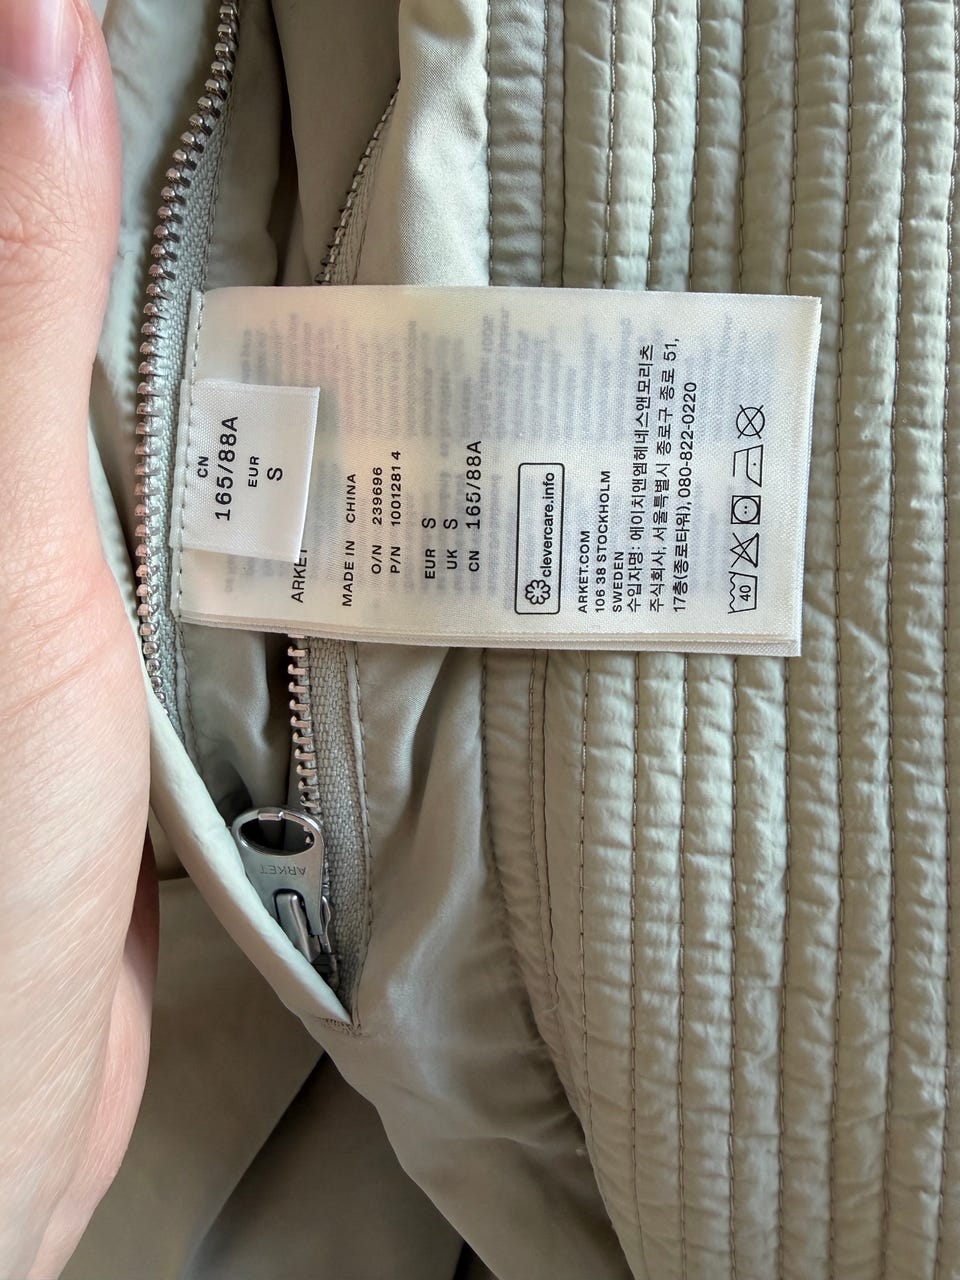 CN
165/88A
EUR
S
ARKET
MADE IN CHINA
O/N 239696
P/N 1001281 4
EUR S
UK S
CN 165/88A
clevercare.info
ARKET.COM
106 38 STOCKHOLM
SWEDEN
수입자명: 에이치앤엠헤네스앤모리츠
주식회사, 서울특별시 종로구 종로 51,
17층(종로타워), 080-822-0220
40
ARKET